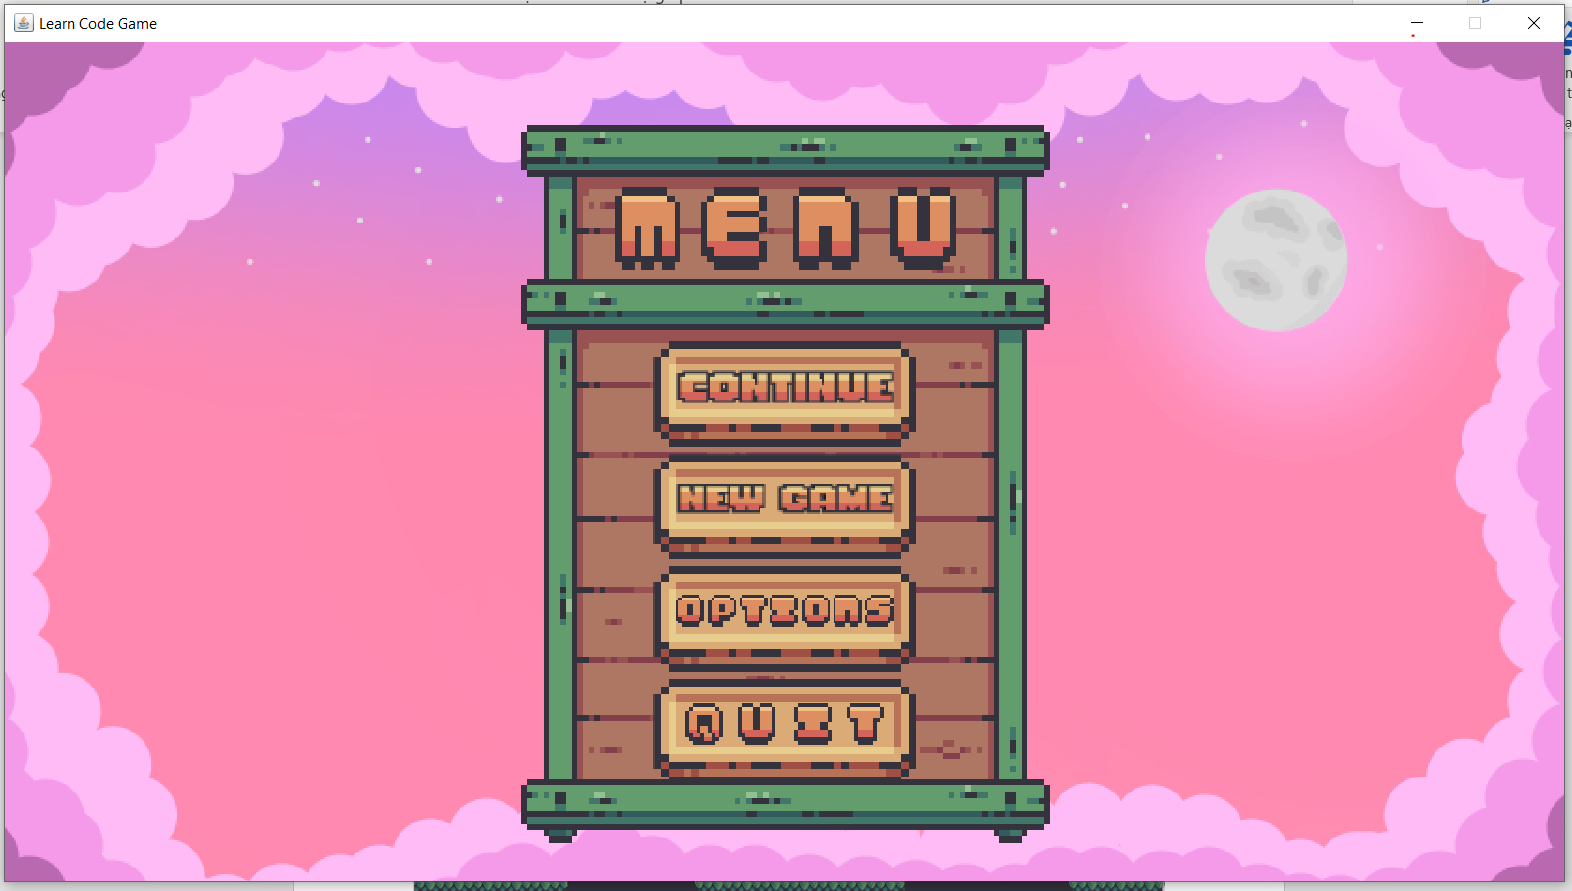 Learn Code Game
MENU
CONTINUE
NEW GAME
OPTIONS
QUIT